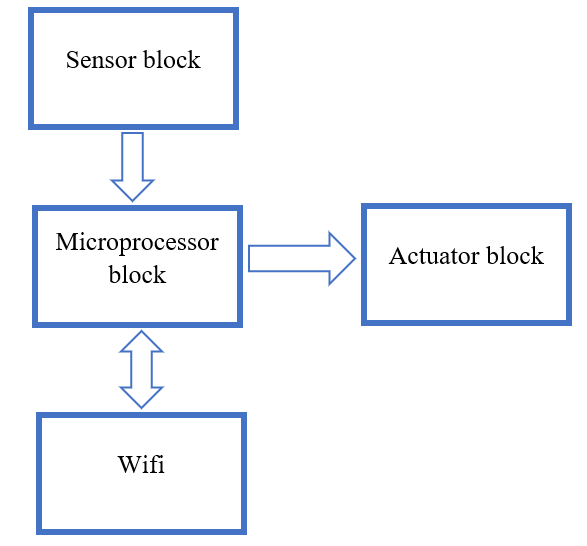 Sensor block
Microprocessor
block
Actuator block
Wifi